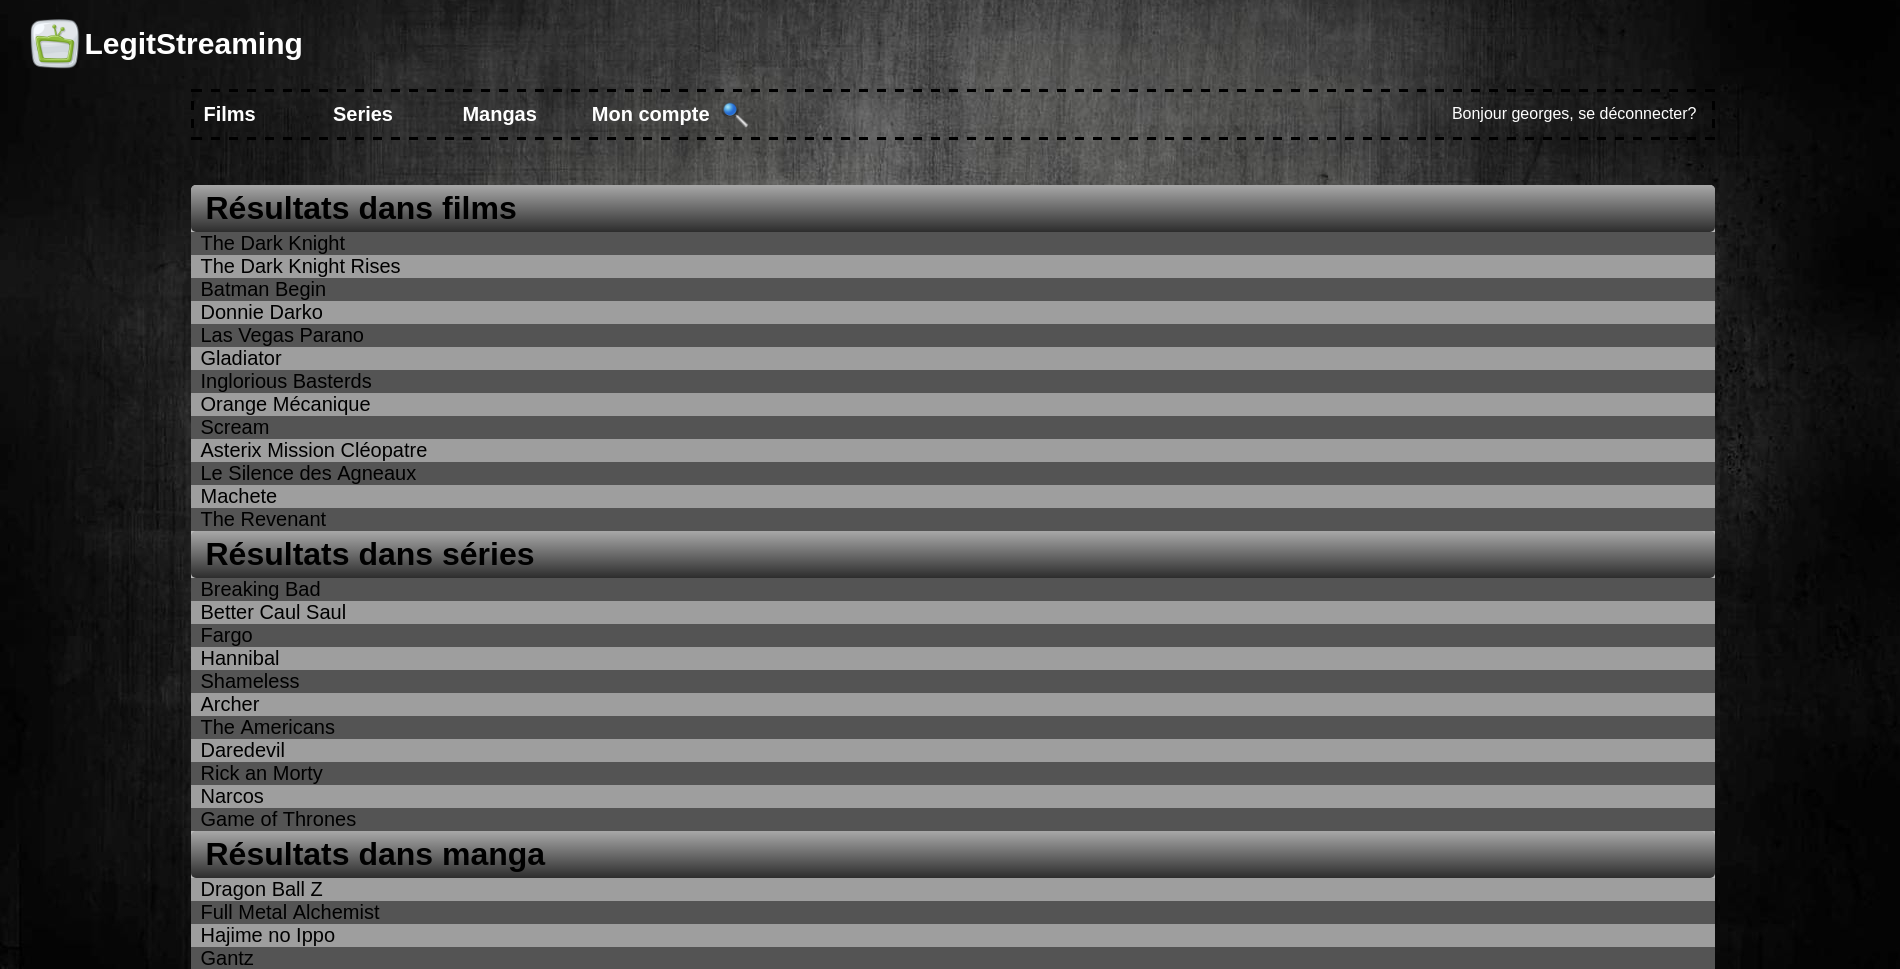 LegitStreaming
Films Series Mangas Mon compte Bonjour georges, se déconnecter?
Résultats dans films
The Dark Knight
The Dark Knight Rises
Batman Begin
Donnie Darko
Las Vegas Parano
Gladiator
Inglorious Basterds
Orange Mécanique
Scream
Asterix Mission Cléopatre
Le Silence des Agneaux
Machete
The Revenant
Résultats dans séries
Breaking Bad
Better Caul Saul
Fargo
Hannibal
Shameless
Archer
The Americans
Daredevil
Rick an Morty
Narcos
Game of Thrones
Résultats dans manga
Dragon Ball Z
Full Metal Alchemist
Hajime no Ippo
Gantz